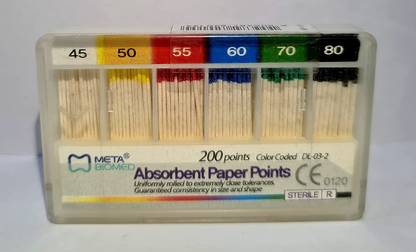 45 50 55 60 70 80
META®
BIOMED
200 points Color Coded DL-03-2
Absorbent Paper Points
Uniformly rolled to extremely close tolerances.
Guaranteed consistency in size and shape
CE 0120
STERILE R